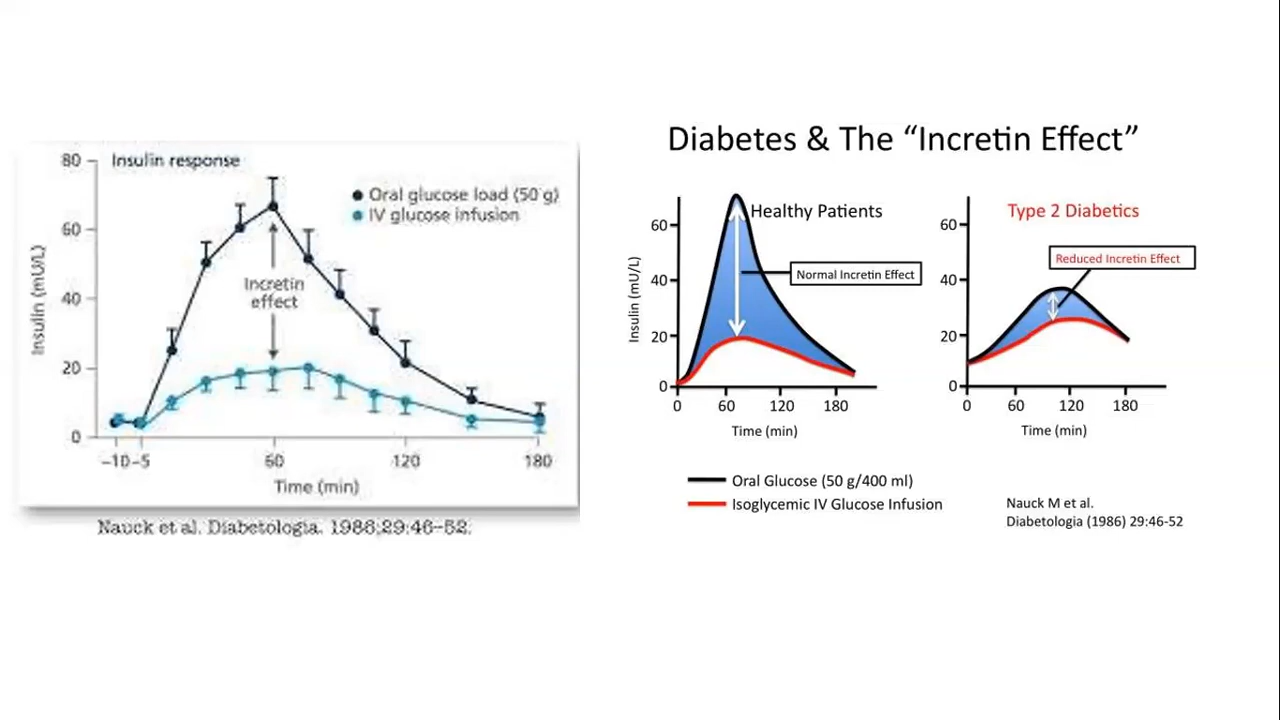 80
Insulin response
Oral glucose load (50 g)
IV glucose infusion
60
Incretin
effect
40
20
0
Insulin (mU/L)
–10 –5
60
120
180
Time (min)
Nauck et al. Diabetologia. 1986;29:46–52.
Diabetes & The “Incretin Effect”
Healthy Patients
60
40
20
0
Insulin (mU/L)
Normal Incretin Effect
0
60
120
180
Time (min)
Type 2 Diabetics
60
40
20
0
Reduced Incretin Effect
0
60
120
180
Time (min)
Oral Glucose (50 g/400 ml)
Isoglycemic IV Glucose Infusion
Nauck M et al.
Diabetologia (1986) 29:46-52